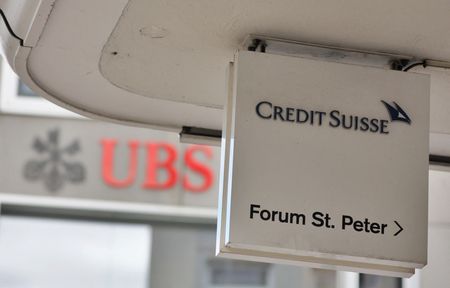 CREDIT SUISSE
UBS
Forum St. Peter >